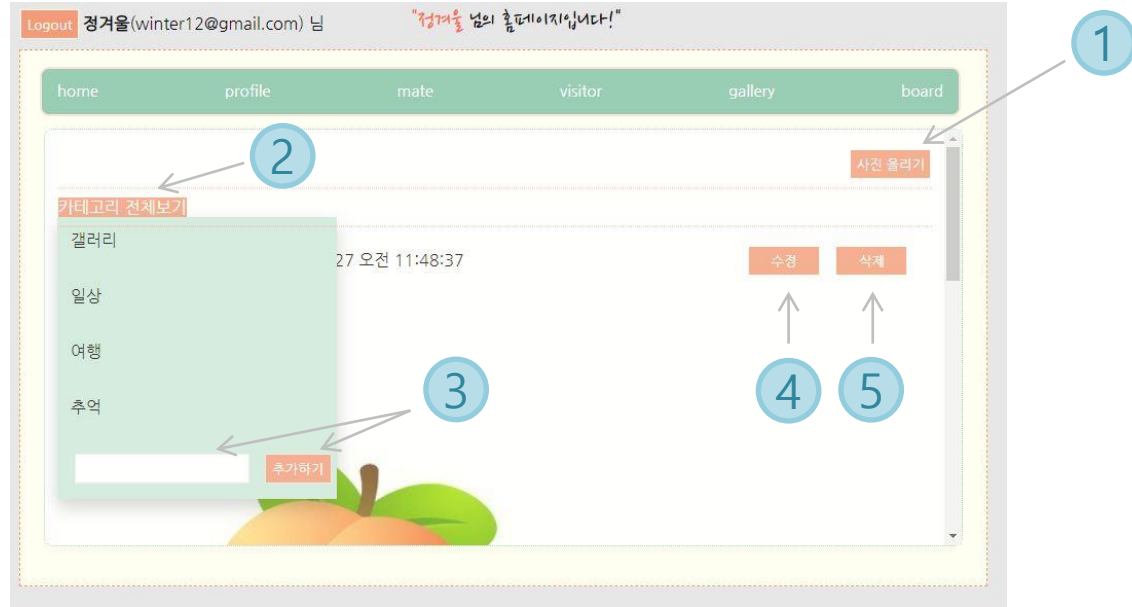 Logout 정겨울(winter12@gmail.com) 님
"정겨울 님의 홈페이지입니다!"
1
home profile mate visitor gallery board
사진 올리기
2
카테고리 전체보기
갤러리
27 오전 11:48:37
수정 삭제
일상
여행
추억
3
4
5
추가하기